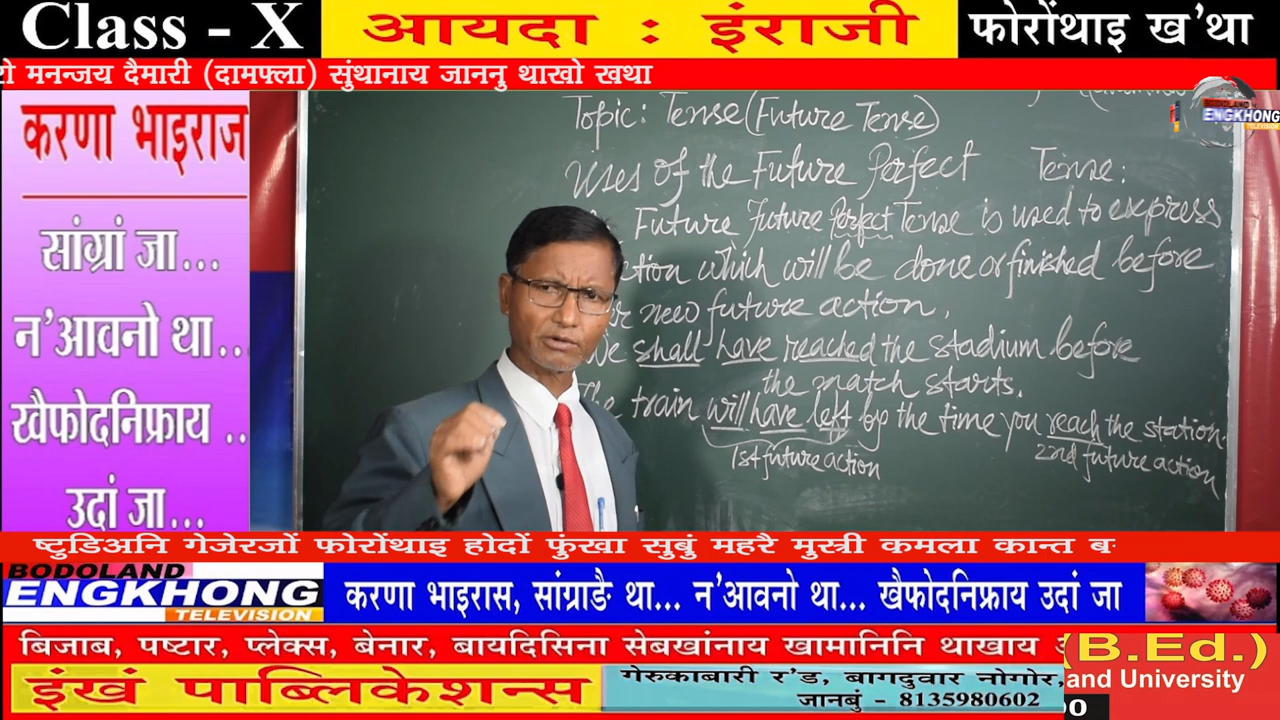 Class - X
आयदा : इंराजी
फोरोंथाइ ख'था
मनन्जय दैमारी (दामफ्ला) सुंथानाय जाननु थाखो खथा
BODOLAND
ENGKHONG
TELEVISION
करणा भाइराज
सांग्रां जा...
न'आवनो था...
खैफोदनिफ्राय ..
उदां जा...
Topic: Tense (Future Tense)
Uses of the Future Perfect Tense:
Future Future Perfect Tense is used to express
which will be done or finished before
new future action.
We shall have reached the stadium before
the match starts.
The train will have left by the time you reach the station.
1st future action
2nd future action
ष्टुडिअनि गेजेरजों फोरोंथाइ होदों फुंखा सुबुं महरै मुस्री कमला कान्त
BODOLAND
ENGKHONG
TELEVISION
करणा भाइरास, सांग्राङै था... न'आवनो था... खैफोदनिफ्राय उदां जा
बिजाब, पष्टार, प्लेक्स, बेनार, बायदिसिना सेबखांनाय खामानिनि थाखाय
(B.Ed.)
and University
इंखं पाब्लिकेशन्स
गेरुकाबारी र'ड, बागदुवार नोगोर,
जानबुं - 8135980602